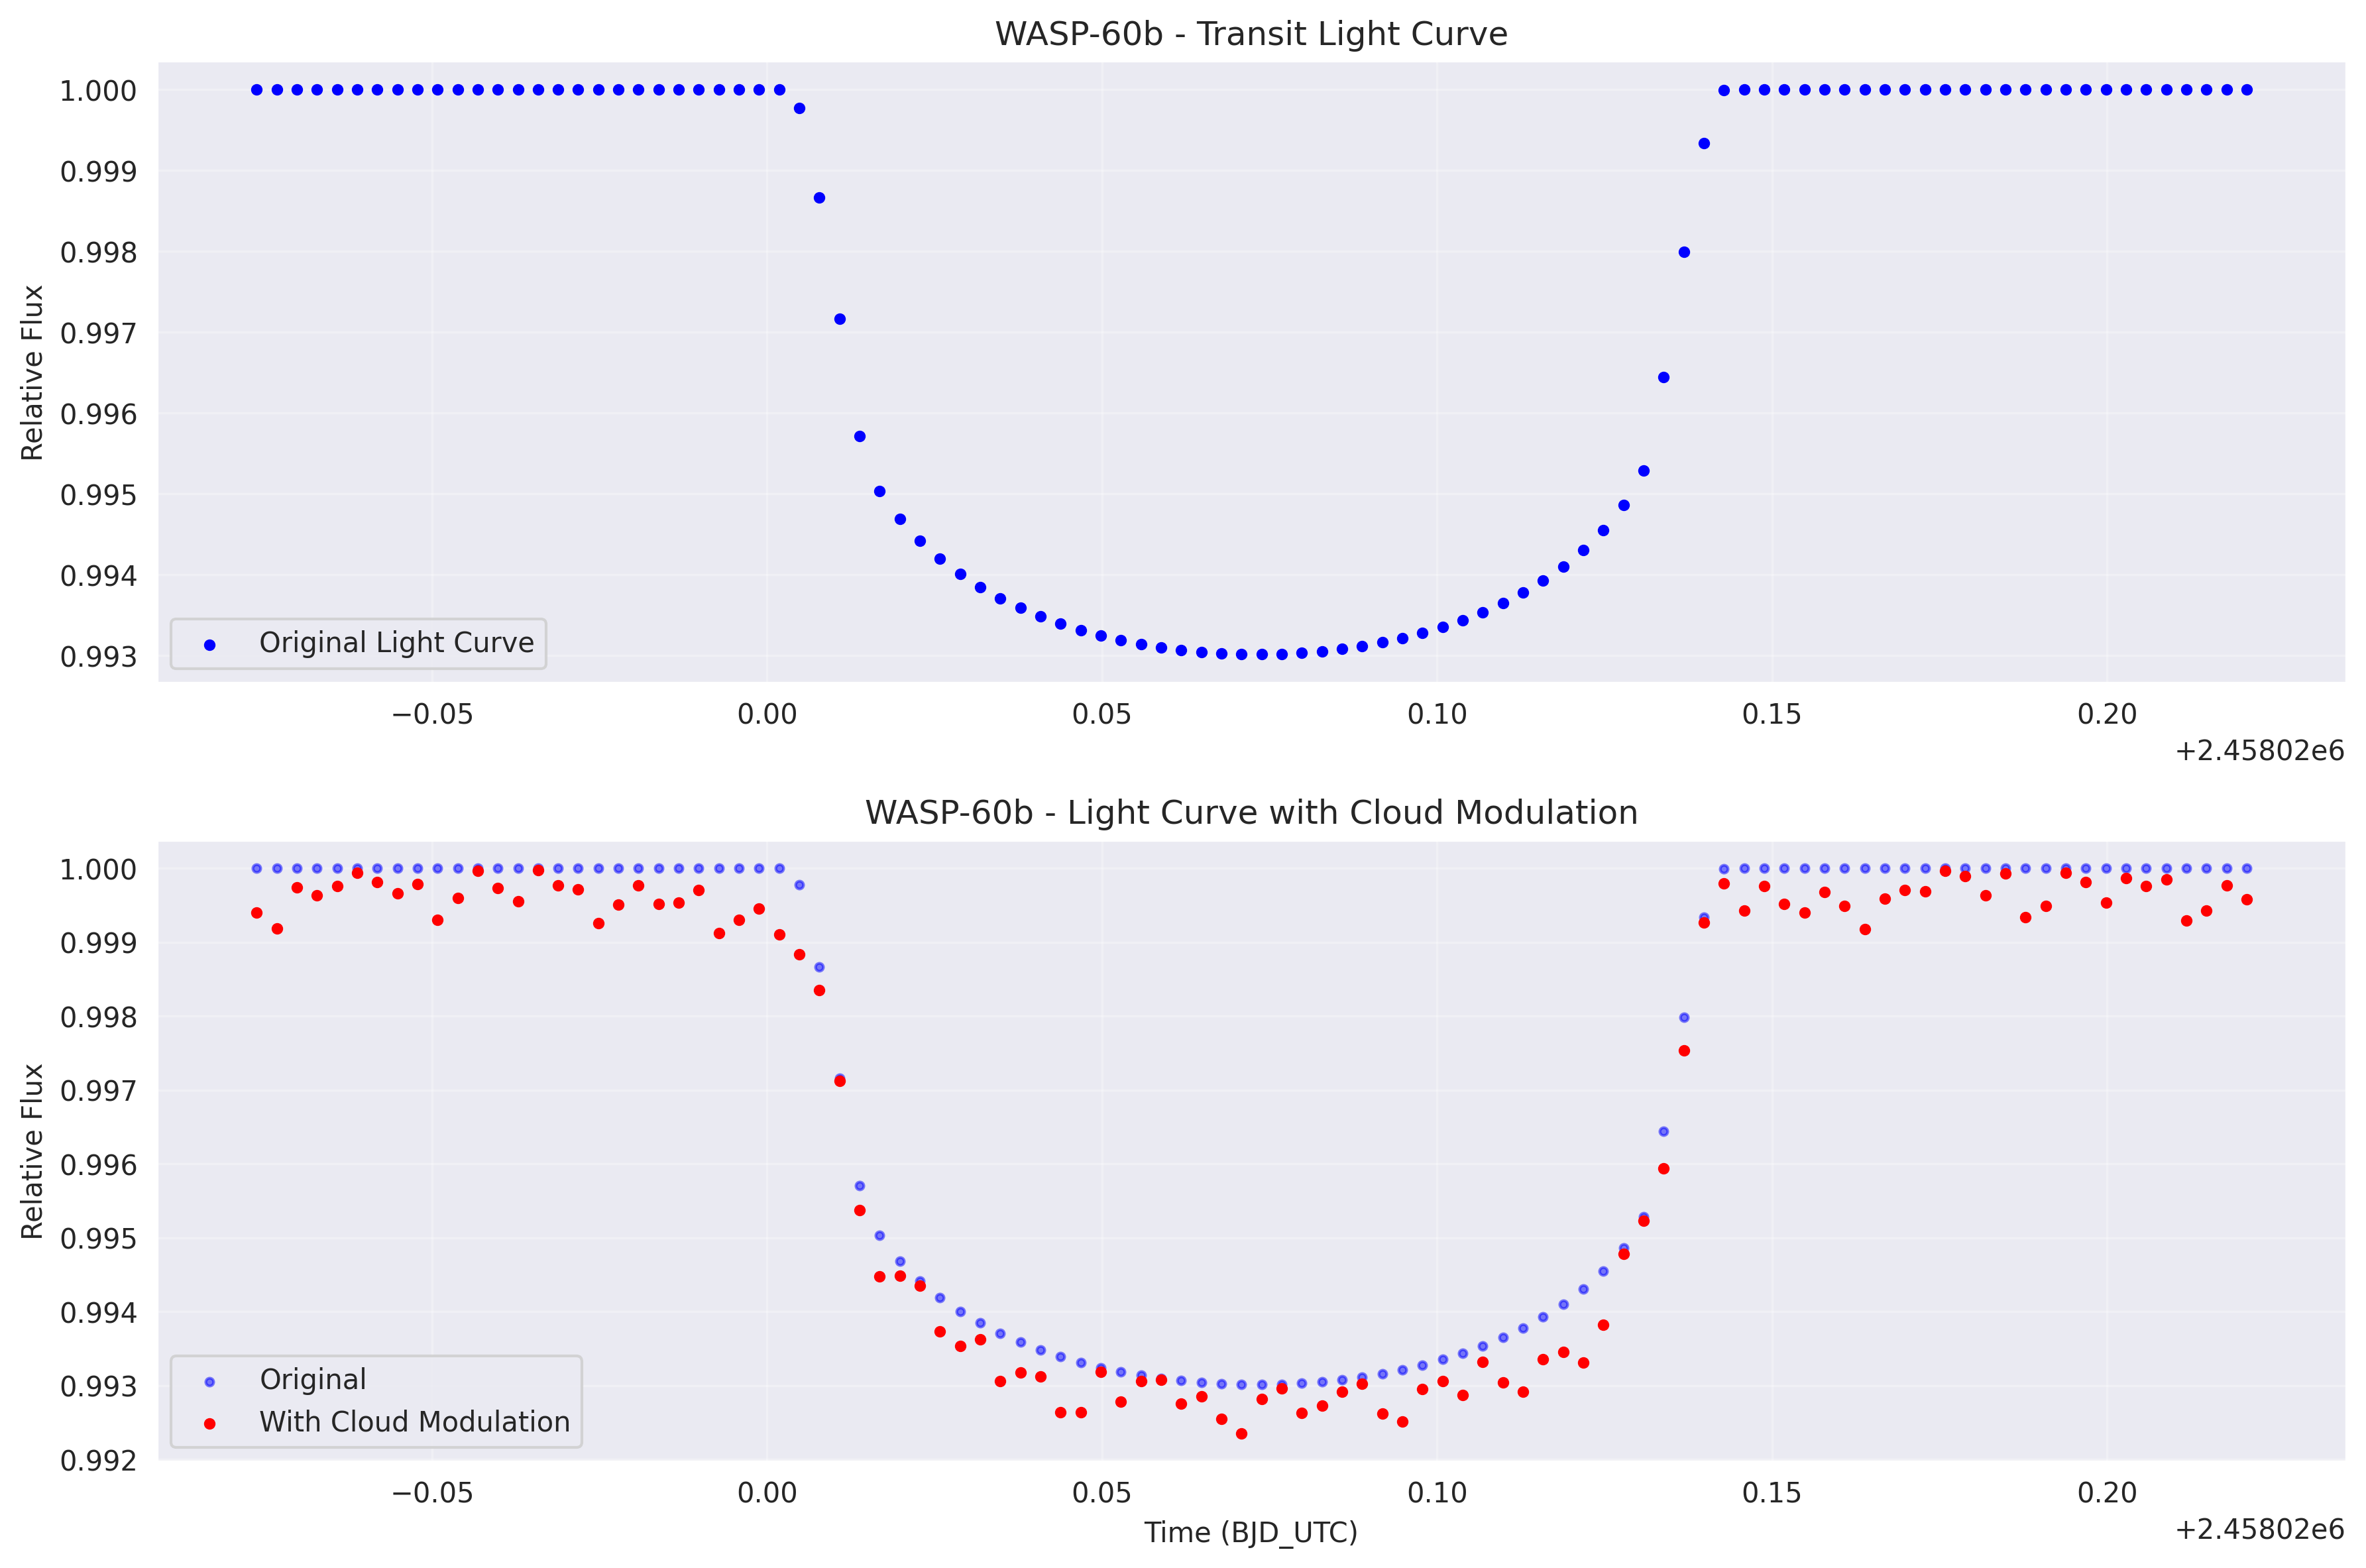 WASP-60b - Transit Light Curve
1.000
0.999
0.998
0.997
0.996
0.995
0.994
0.993
Relative Flux
Original Light Curve
−0.05 0.00 0.05 0.10 0.15 0.20
+2.45802e6
WASP-60b - Light Curve with Cloud Modulation
1.000
0.999
0.998
0.997
0.996
0.995
0.994
0.993
0.992
Relative Flux
Original
With Cloud Modulation
−0.05 0.00 0.05 0.10 0.15 0.20
Time (BJD_UTC)
+2.45802e6